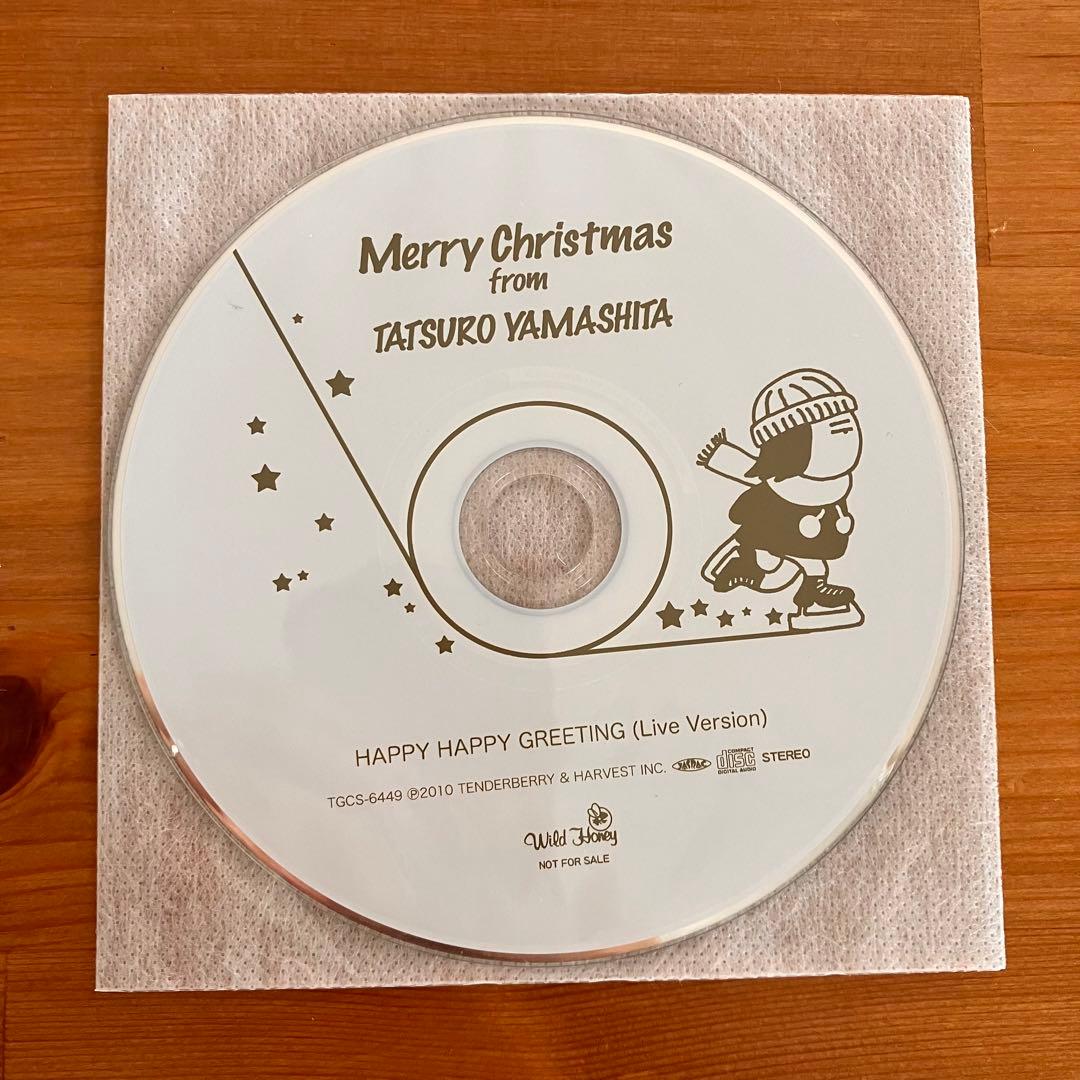 Merry Christmas
from
TATSURO YAMASHITA
HAPPY HAPPY GREETING (Live Version)
TGCS-6449 ℗2010 TENDERBERRY & HARVEST INC. JASRAC COMPACT disc DIGITAL AUDIO STEREO
Wild Honey
NOT FOR SALE